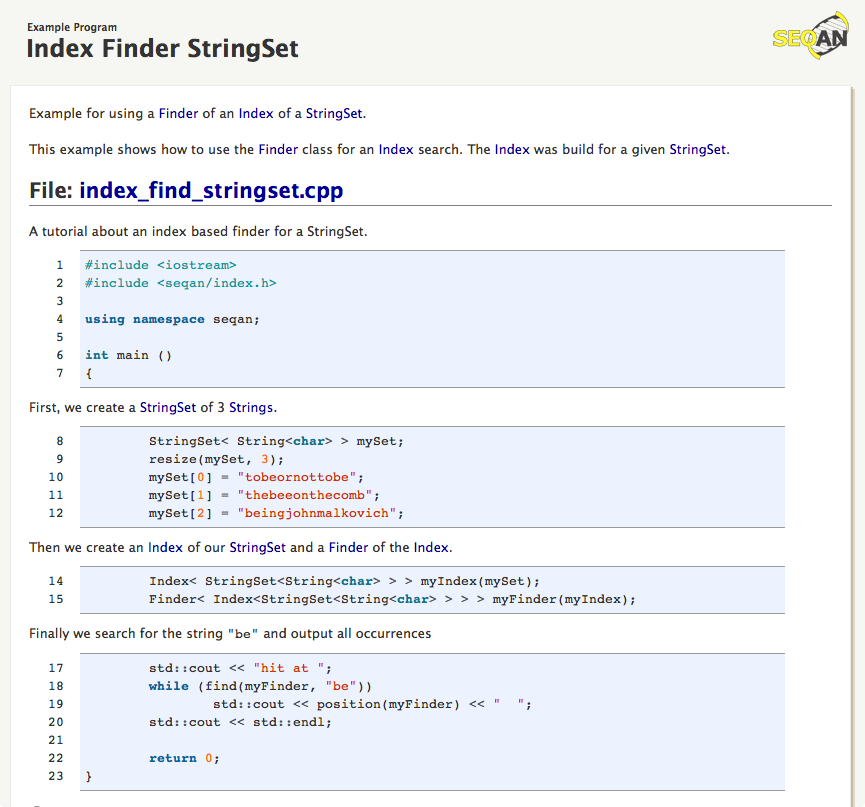 Example Program
Index Finder StringSet
SEQAN
Example for using a Finder of an Index of a StringSet.
This example shows how to use the Finder class for an Index search. The Index was build for a given StringSet.
File: index_find_stringset.cpp
A tutorial about an index based finder for a StringSet.
1 #include <iostream>
2 #include <seqan/index.h>
3
4 using namespace seqan;
5
6 int main ()
7 {
First, we create a StringSet of 3 Strings.
8 StringSet< String<char> > mySet;
9 resize(mySet, 3);
10 mySet[0] = "tobeornottobe";
11 mySet[1] = "thebeeonthecomb";
12 mySet[2] = "beingjohnmalkovich";
Then we create an Index of our StringSet and a Finder of the Index.
14 Index< StringSet<String<char> > > myIndex(mySet);
15 Finder< Index<StringSet<String<char> > > > myFinder(myIndex);
Finally we search for the string "be" and output all occurrences
17 std::cout << "hit at ";
18 while (find(myFinder, "be"))
19 std::cout << position(myFinder) << "  ";
20 std::cout << std::endl;
21
22 return 0;
23 }